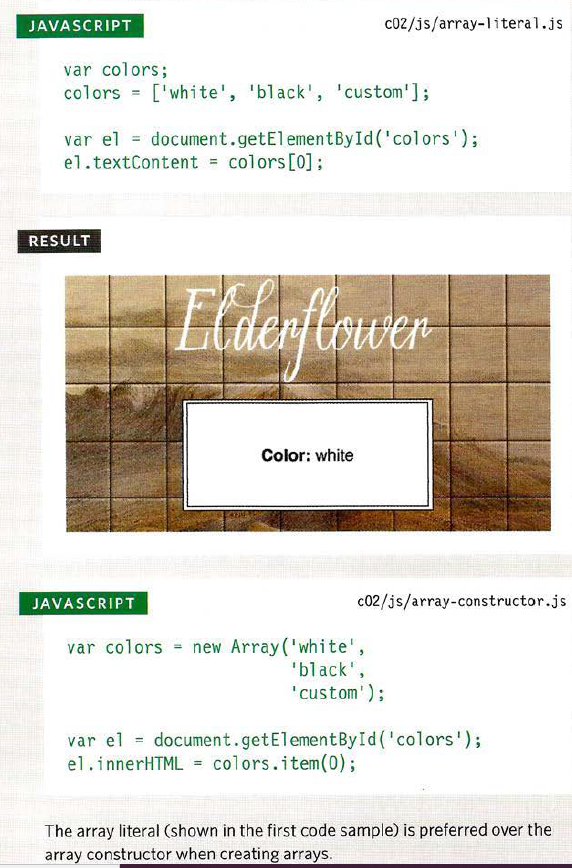 JAVASCRIPT c02/js/array-literal.js
var colors;
colors = ['white', 'black', 'custom'];
var el = document.getElementById('colors');
el.textContent = colors[0];
RESULT
Elderflower
Color: white
JAVASCRIPT c02/js/array-constructor.js
var colors = new Array('white',
'black',
'custom');
var el = document.getElementById('colors');
el.innerHTML = colors.item(0);
The array literal (shown in the first code sample) is preferred over the
array constructor when creating arrays.